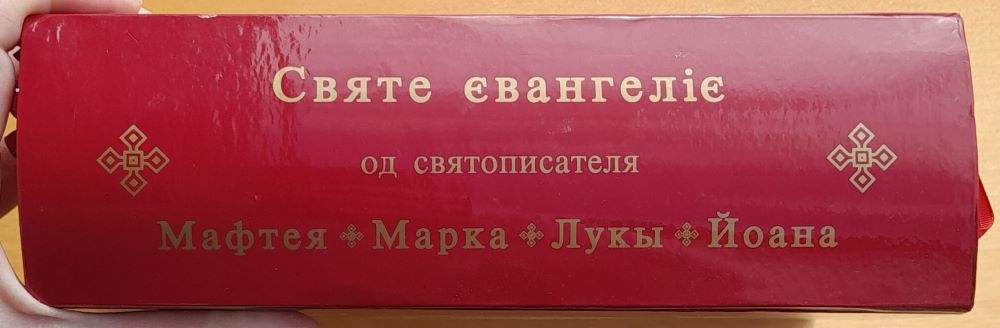 Святе євангеліє
од святописателя
Мафтея Марка Лукы Йоана